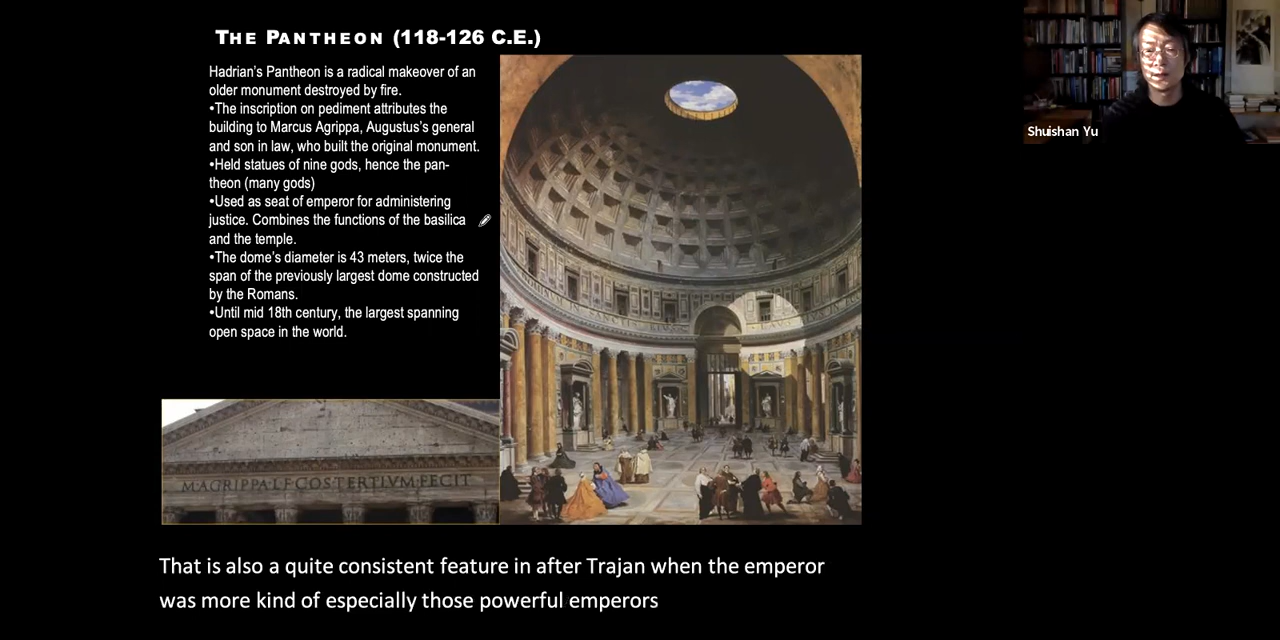 THE PANTHEON (118-126 C.E.)
Hadrian's Pantheon is a radical makeover of an
older monument destroyed by fire.
•The inscription on pediment attributes the
building to Marcus Agrippa, Augustus's general
and son in law, who built the original monument.
•Held statues of nine gods, hence the pan-
theon (many gods)
•Used as seat of emperor for administering
justice. Combines the functions of the basilica
and the temple.
•The dome's diameter is 43 meters, twice the
span of the previously largest dome constructed
by the Romans.
•Until mid 18th century, the largest spanning
open space in the world.
M·AGRIPPA·L·F·COS·TERTIVM·FECIT
Shuishan Yu
That is also a quite consistent feature in after Trajan when the emperor
was more kind of especially those powerful emperors